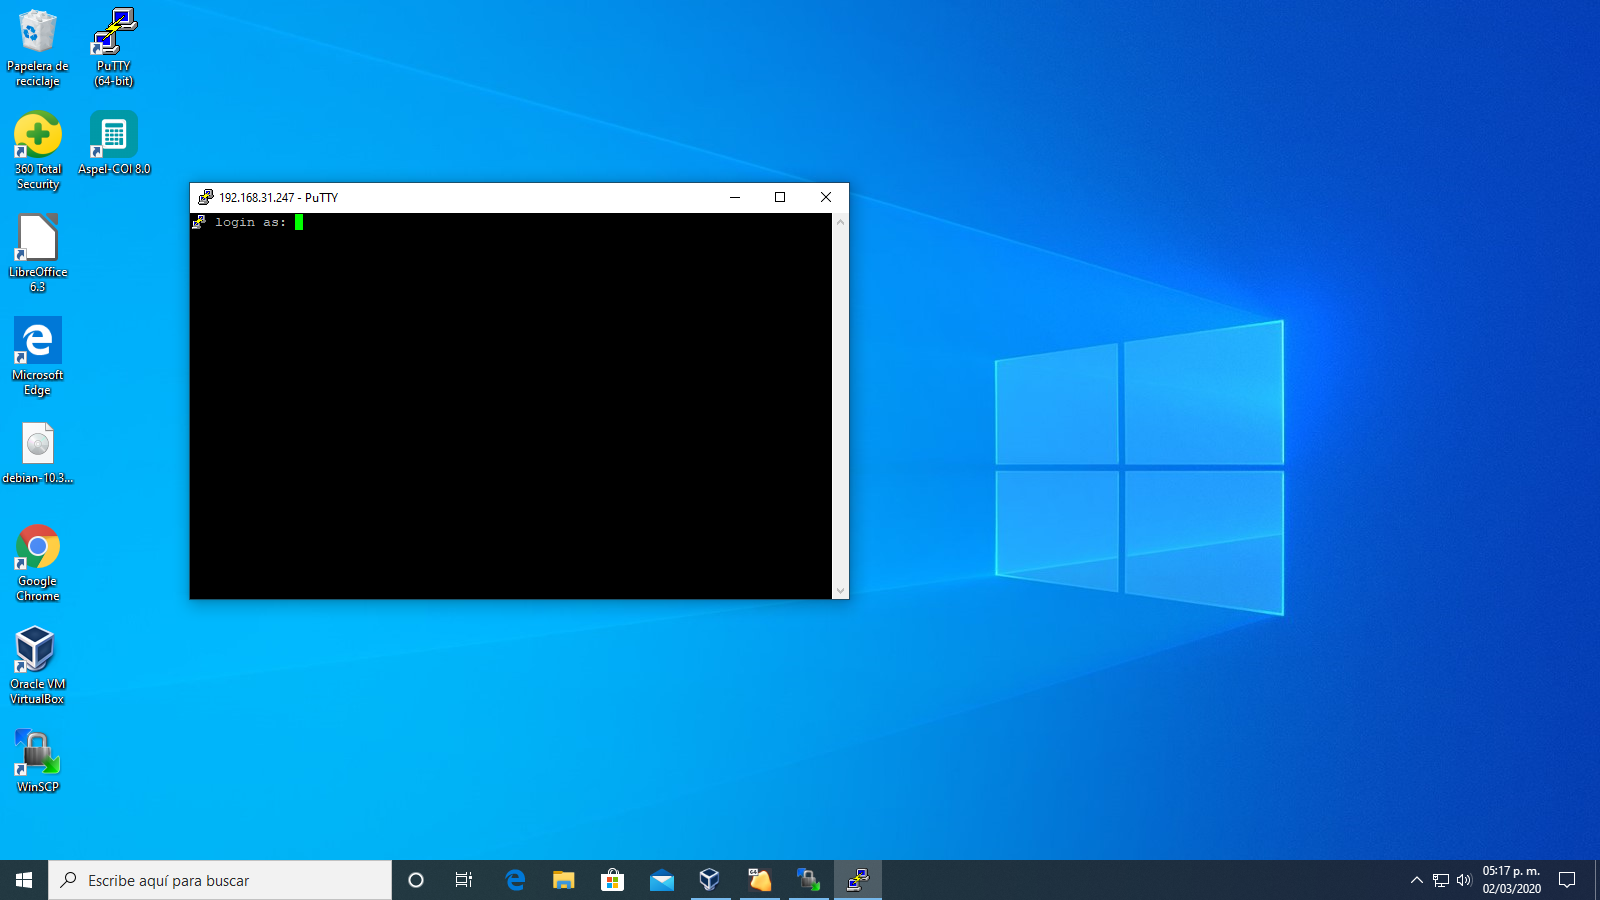 Papelera de
reciclaje
PuTTY
(64-bit)
360 Total
Security
Aspel-COI 8.0
LibreOffice
6.3
Microsoft
Edge
debian-10.3...
Google
Chrome
Oracle VM
VirtualBox
WinSCP
192.168.31.247 - PuTTY
login as:
Escribe aquí para buscar
64
05:17 p. m.
02/03/2020